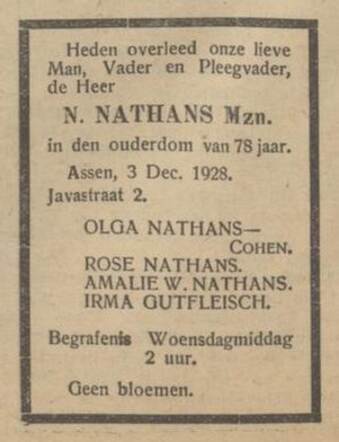 Heden overleed onze lieve
Man, Vader en Pleegvader,
de Heer
N. NATHANS Mzn.
in den ouderdom van 78 jaar.
Assen, 3 Dec. 1928.
Javastraat 2.
OLGA NATHANS—
COHEN.
ROSE NATHANS.
AMALIE W. NATHANS.
IRMA GUTFLEISCH.
Begrafenis Woensdagmiddag
2 uur.
Geen bloemen.